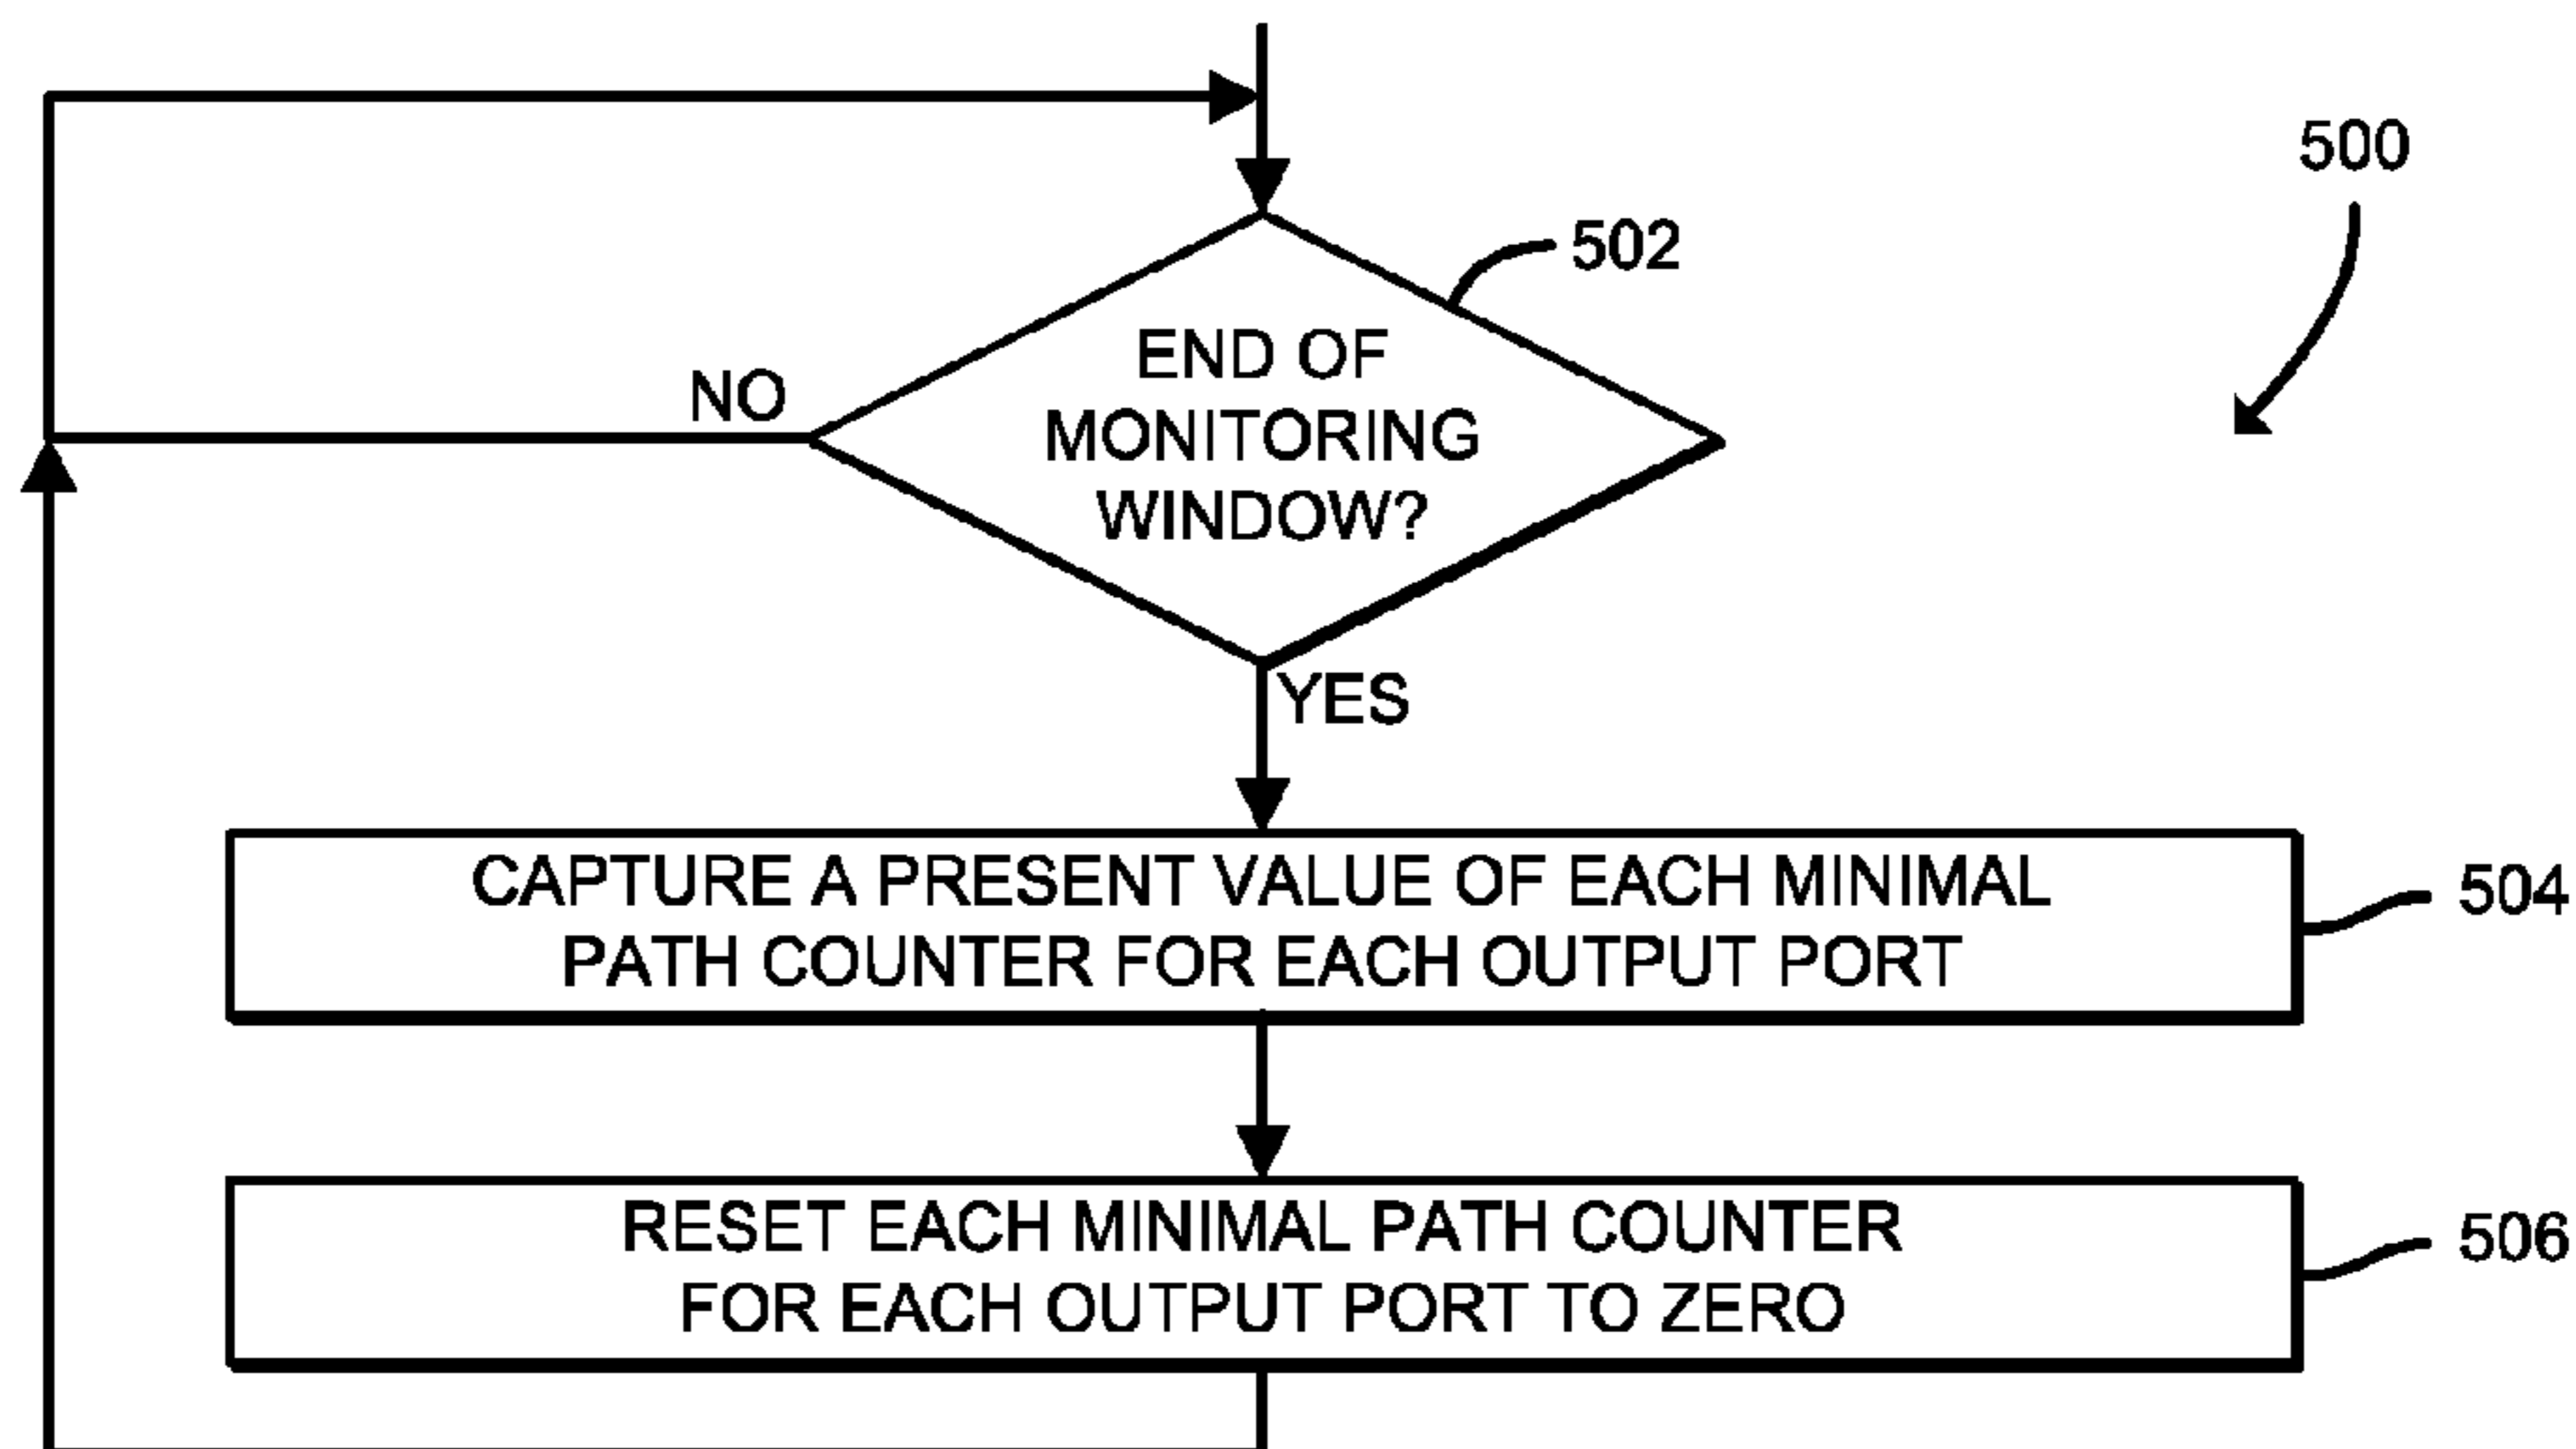 500
502
END OF
MONITORING
WINDOW?
NO
YES
CAPTURE A PRESENT VALUE OF EACH MINIMAL
PATH COUNTER FOR EACH OUTPUT PORT
504
RESET EACH MINIMAL PATH COUNTER
FOR EACH OUTPUT PORT TO ZERO
506